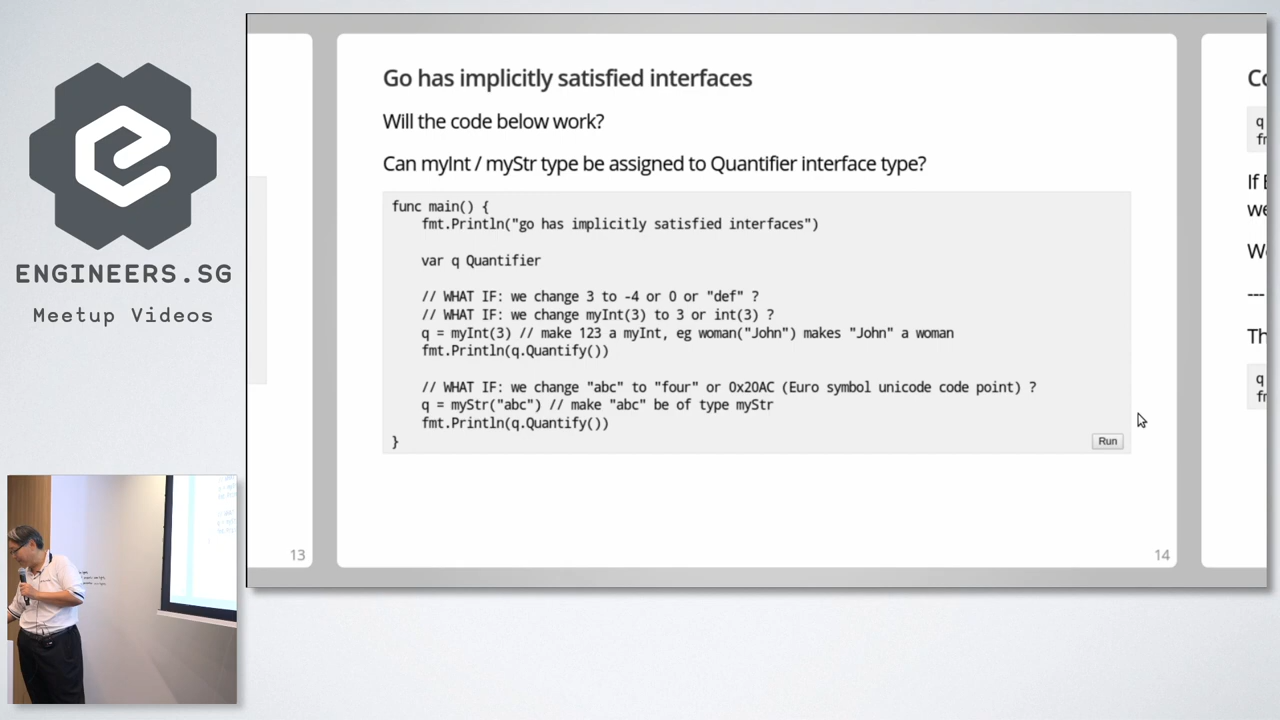 ENGINEERS.SG
Meetup Videos
13
Go has implicitly satisfied interfaces
Will the code below work?
Can myInt / myStr type be assigned to Quantifier interface type?
func main() {
fmt.Println("go has implicitly satisfied interfaces")
var q Quantifier
// WHAT IF: we change 3 to -4 or 0 or "def" ?
// WHAT IF: we change myInt(3) to 3 or int(3) ?
q = myInt(3) // make 123 a myInt, eg woman("John") makes "John" a woman
fmt.Println(q.Quantify())
// WHAT IF: we change "abc" to "four" or 0x20AC (Euro symbol unicode code point) ?
q = myStr("abc") // make "abc" be of type myStr
fmt.Println(q.Quantify())
}
Run
14
q
If
---
q